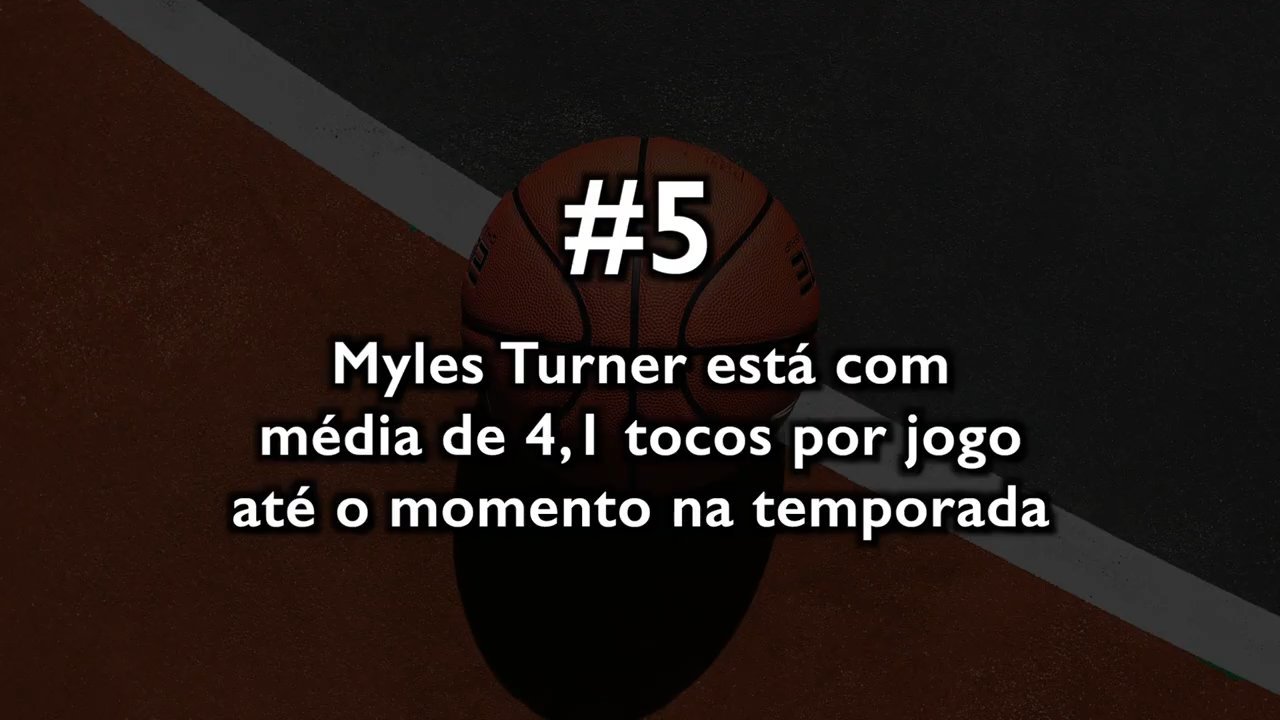 #5
Myles Turner está com
média de 4,1 tocos por jogo
até o momento na temporada